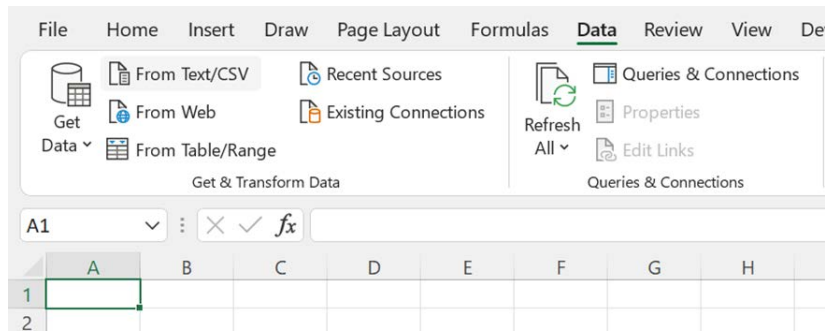 File Home Insert Draw Page Layout Formulas Data Review View
Get Data
From Text/CSV
From Web
From Table/Range
Recent Sources
Existing Connections
Get & Transform Data
Refresh All
Queries & Connections
Properties
Edit Links
Queries & Connections
A1 fx
A B C D E F G H
1
2